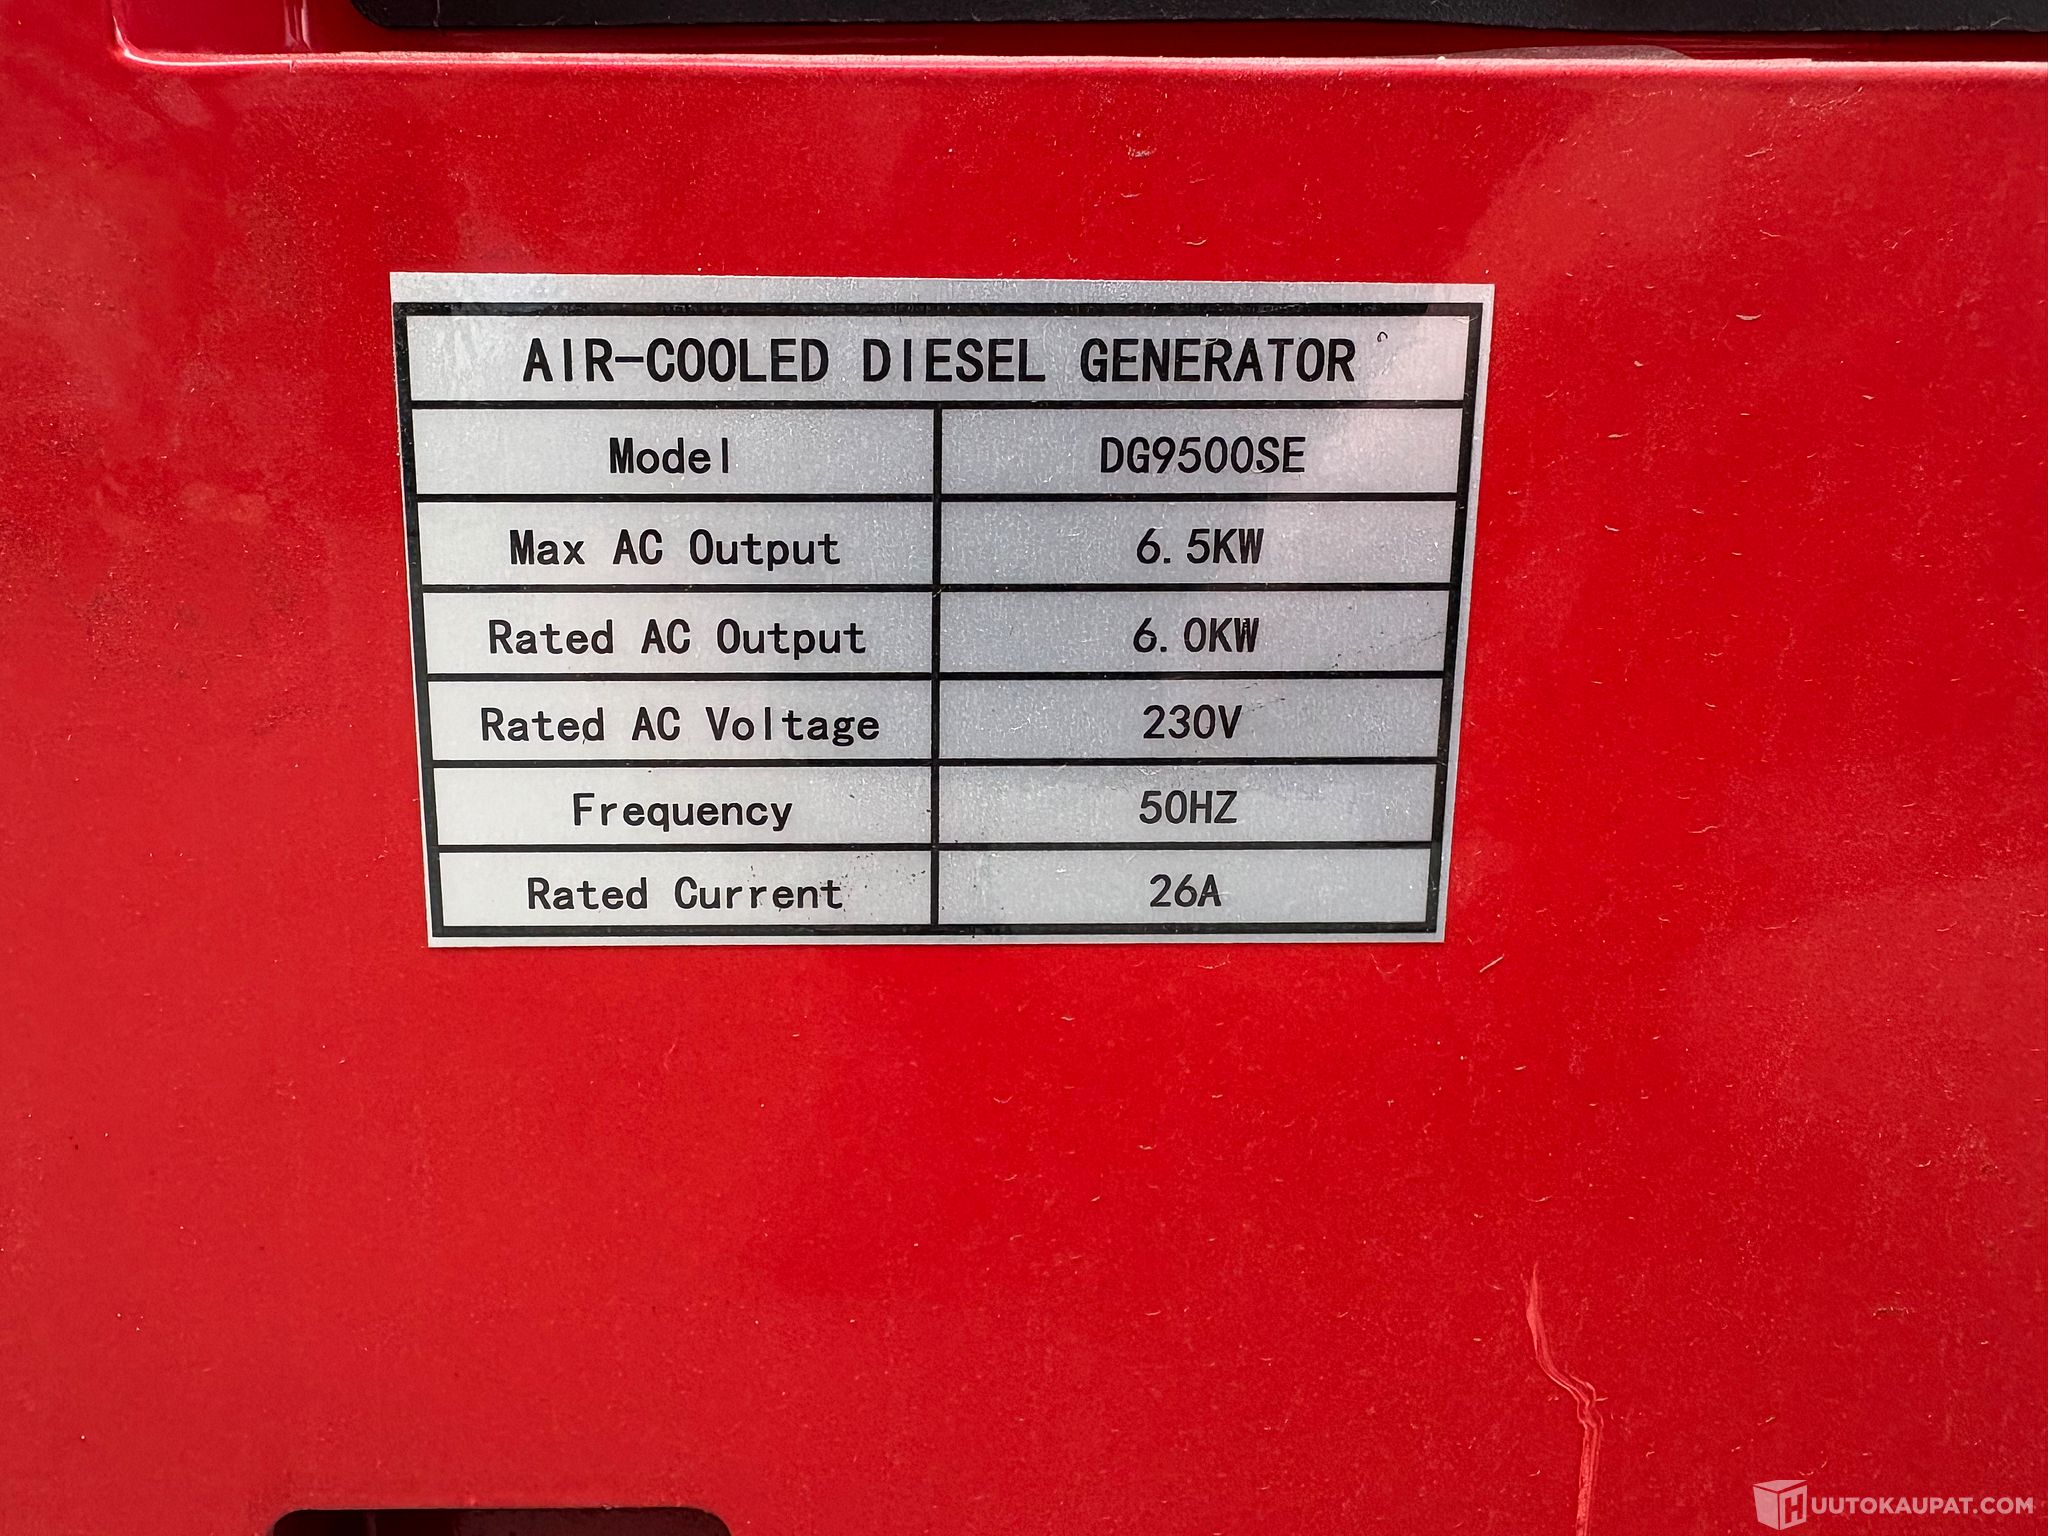 AIR-COOLED DIESEL GENERATOR
Model DG9500SE
Max AC Output 6.5KW
Rated AC Output 6.0KW
Rated AC Voltage 230V
Frequency 50HZ
Rated Current 26A
HUUTOKAUPAT.COM